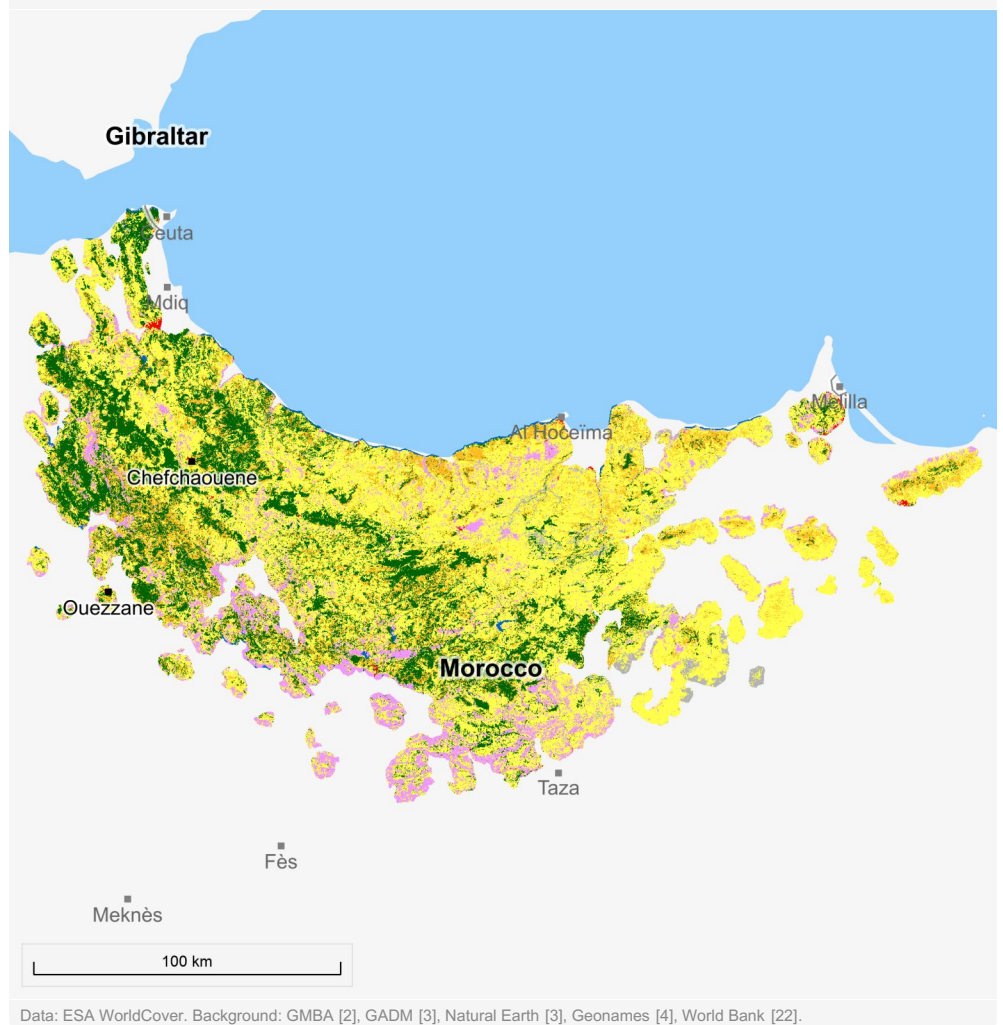 Gibraltar
Ceuta
Mdiq
Melilla
Al Hoceïma
Chefchaouene
Ouezzane
Morocco
Taza
Fès
Meknès
100 km
Data: ESA WorldCover. Background: GMBA [2], GADM [3], Natural Earth [3], Geonames [4], World Bank [22].